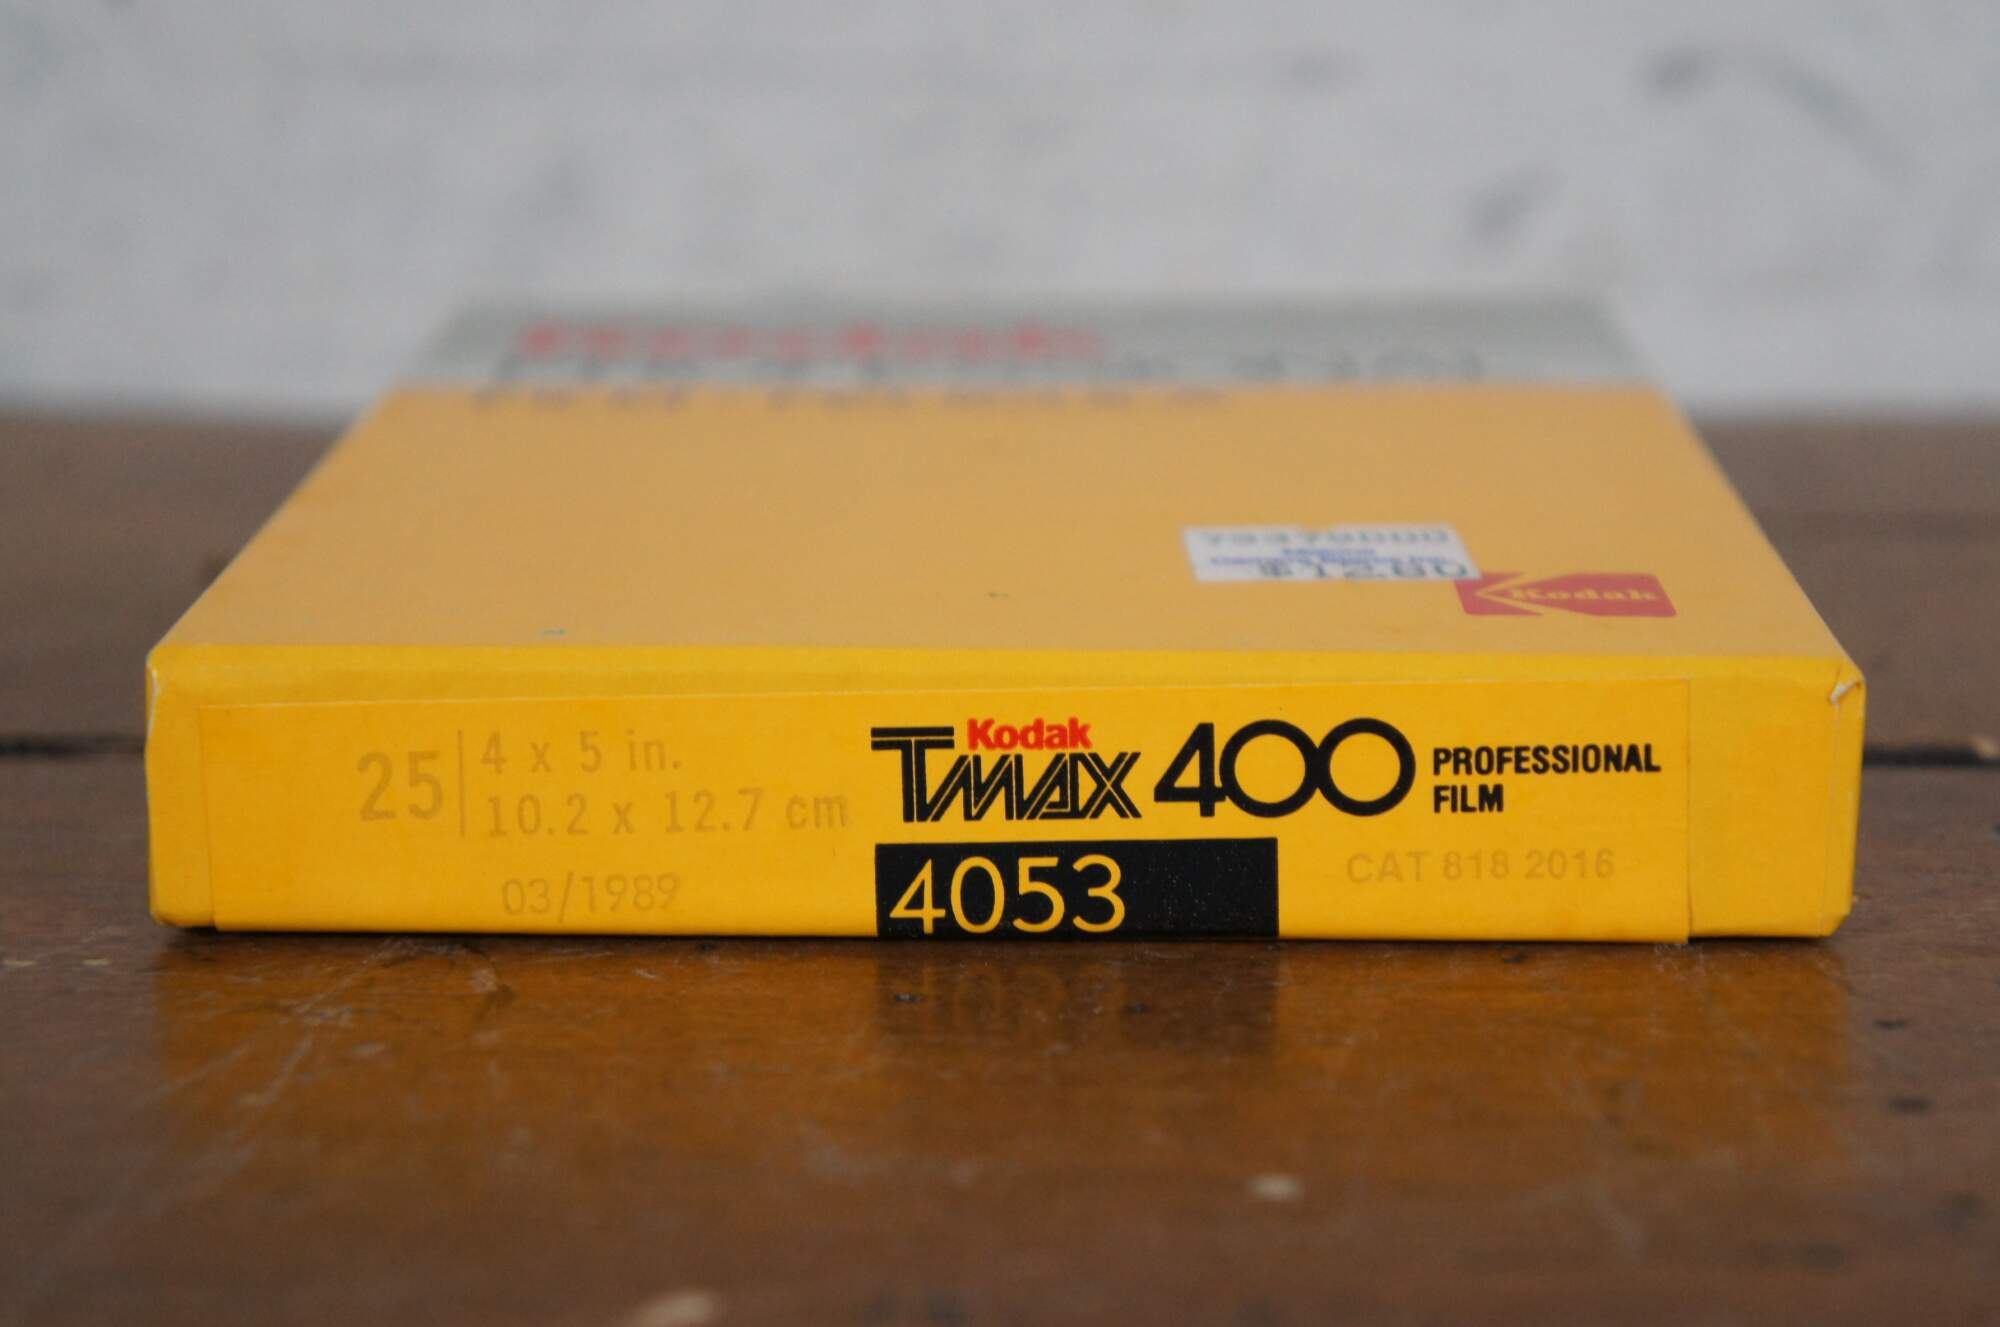 Kodak
Kodak
25
4 x 5 in.
10.2 x 12.7 cm
03/1989
Kodak
TMAX 400
PROFESSIONAL
FILM
4053
CAT 818 2016